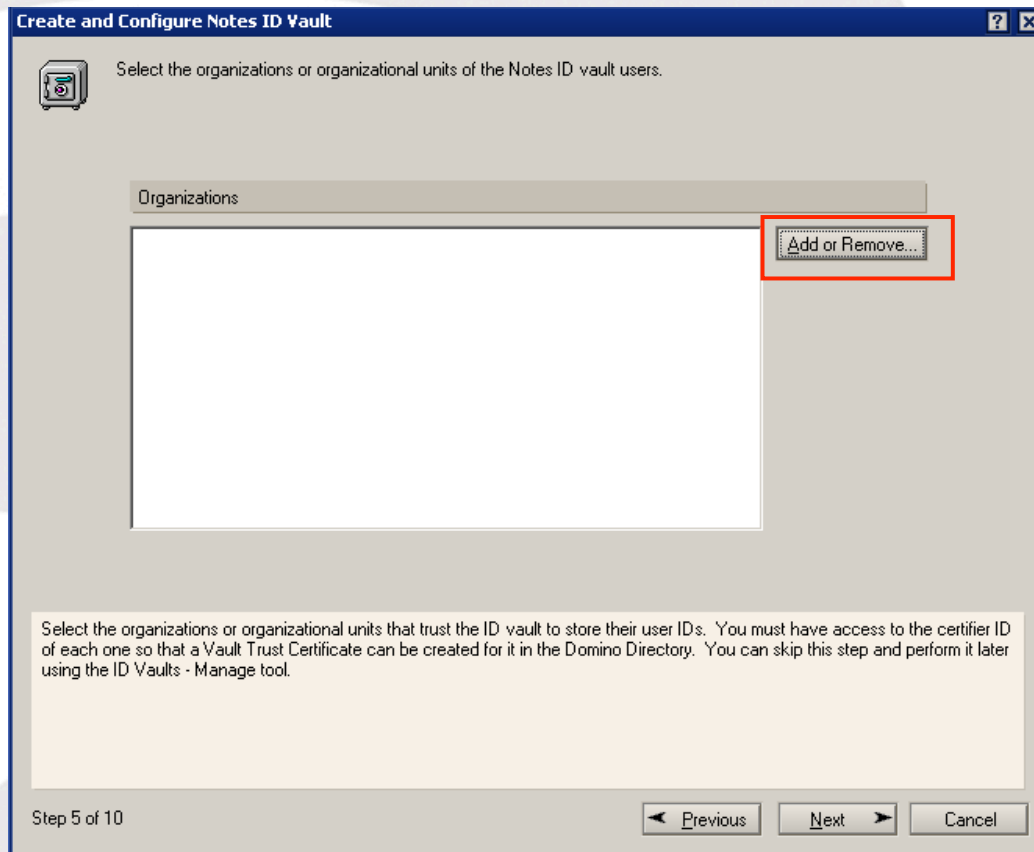 Create and Configure Notes ID Vault
Select the organizations or organizational units of the Notes ID vault users.
Organizations
Add or Remove...
Select the organizations or organizational units that trust the ID vault to store their user IDs.  You must have access to the certifier ID
of each one so that a Vault Trust Certificate can be created for it in the Domino Directory.  You can skip this step and perform it later
using the ID Vaults - Manage tool.
Step 5 of 10
Previous
Next
Cancel